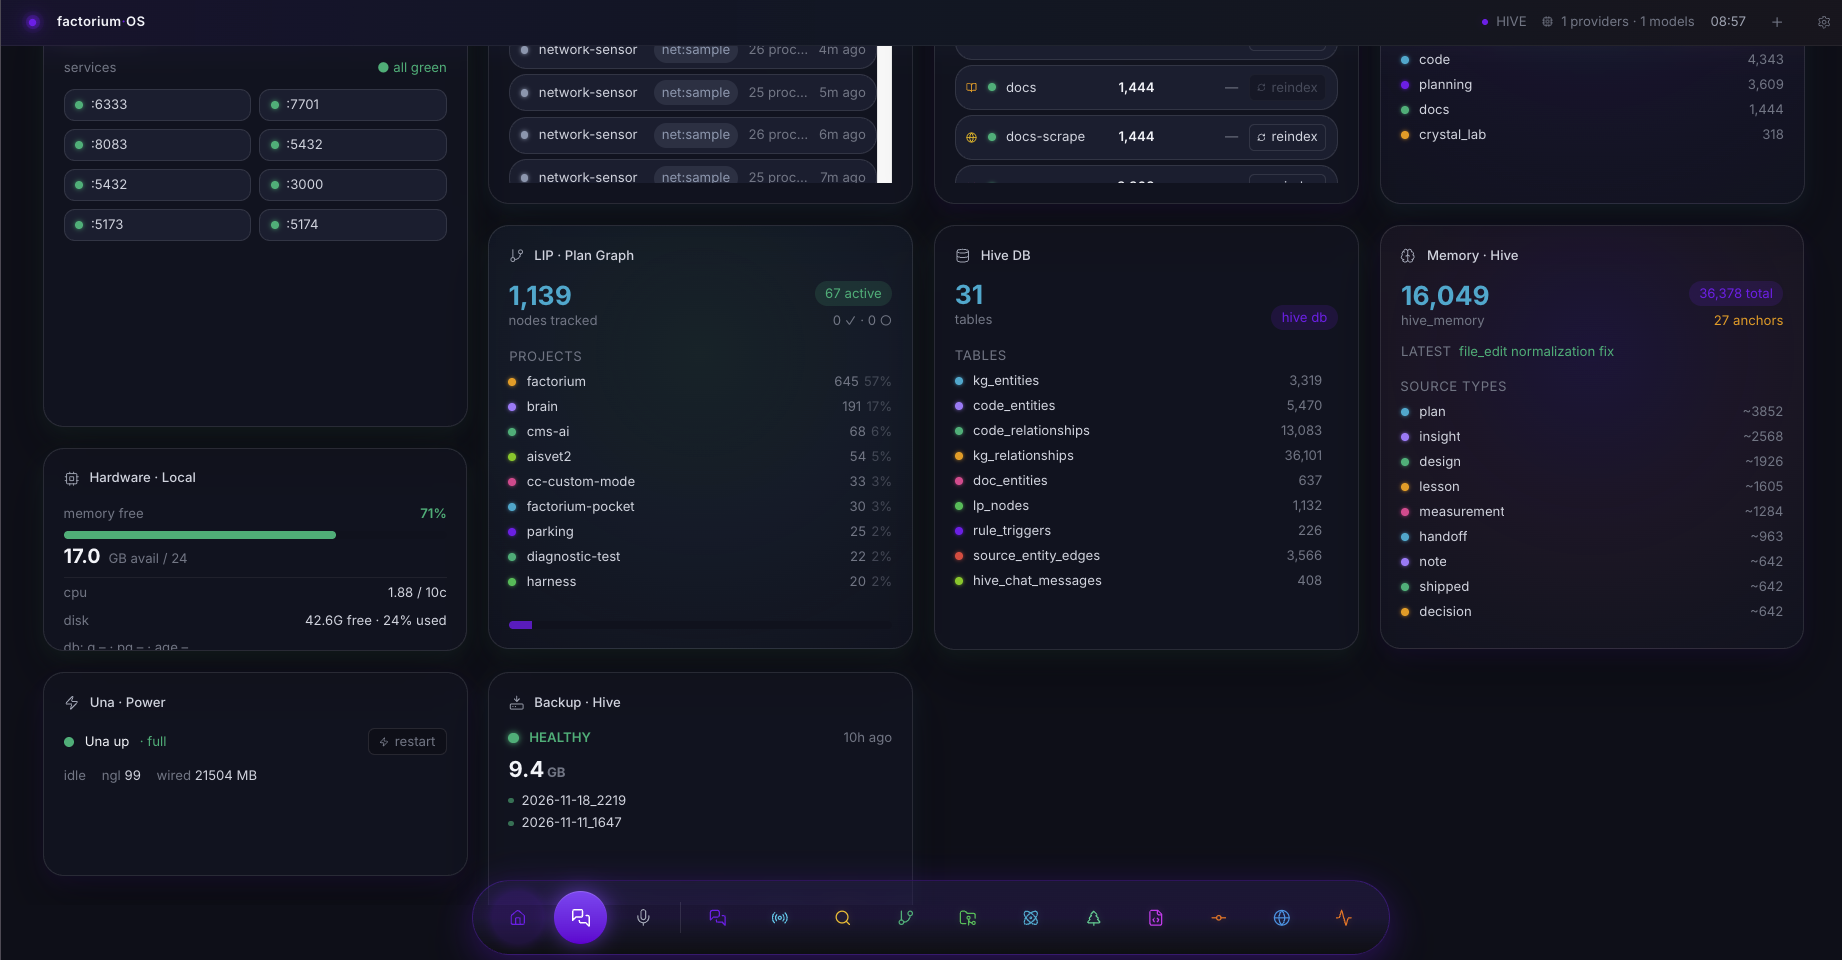 factorium OS
HIVE 1 providers · 1 models 08:57
services all green
:6333 :7701
:8083 :5432
:5432 :3000
:5173 :5174
network-sensor net:sample 26 proc... 4m ago
network-sensor net:sample 25 proc... 5m ago
network-sensor net:sample 26 proc... 6m ago
network-sensor net:sample 25 proc... 7m ago
docs 1,444 — reindex
docs-scrape 1,444 — reindex
code 4,343
planning 3,609
docs 1,444
crystal_lab 318
Hardware · Local
memory free 71%
17.0 GB avail / 24
cpu 1.88 / 10c
disk 42.6G free · 24% used
db: q – · pg – · age –
LIP · Plan Graph
1,139 67 active
nodes tracked 0 ✓ · 0 ○
PROJECTS
factorium 645 57%
brain 191 17%
cms-ai 68 6%
aisvet2 54 5%
cc-custom-mode 33 3%
factorium-pocket 30 3%
parking 25 2%
diagnostic-test 22 2%
harness 20 2%
Hive DB
31
tables hive db
TABLES
kg_entities 3,319
code_entities 5,470
code_relationships 13,083
kg_relationships 36,101
doc_entities 637
lp_nodes 1,132
rule_triggers 226
source_entity_edges 3,566
hive_chat_messages 408
Memory · Hive
16,049 36,378 total
hive_memory 27 anchors
LATEST file_edit normalization fix
SOURCE TYPES
plan ~3852
insight ~2568
design ~1926
lesson ~1605
measurement ~1284
handoff ~963
note ~642
shipped ~642
decision ~642
Una · Power
Una up · full restart
idle ngl 99 wired 21504 MB
Backup · Hive
HEALTHY 10h ago
9.4 GB
2026-11-18_2219
2026-11-11_1647